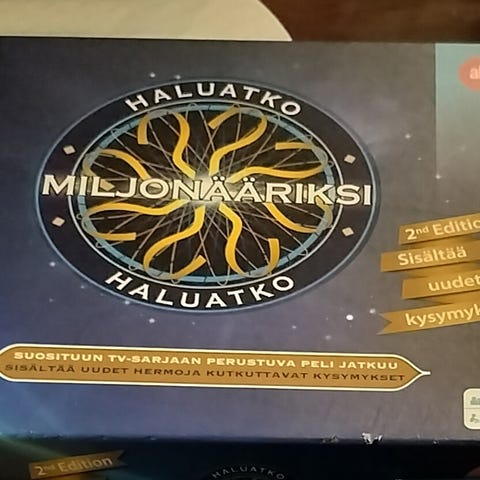 HALUATKO
MILJONÄÄRIKSI
HALUATKO
2nd Edition
Sisältää
uudet
SUOSITUUN TV-SARJAAN PERUSTUVA PELI JATKUU
SISÄLTÄÄ UUDET HERMOJA KUTKUTTAVAT KYSYMYKSET
2nd Edition
HALUATKO